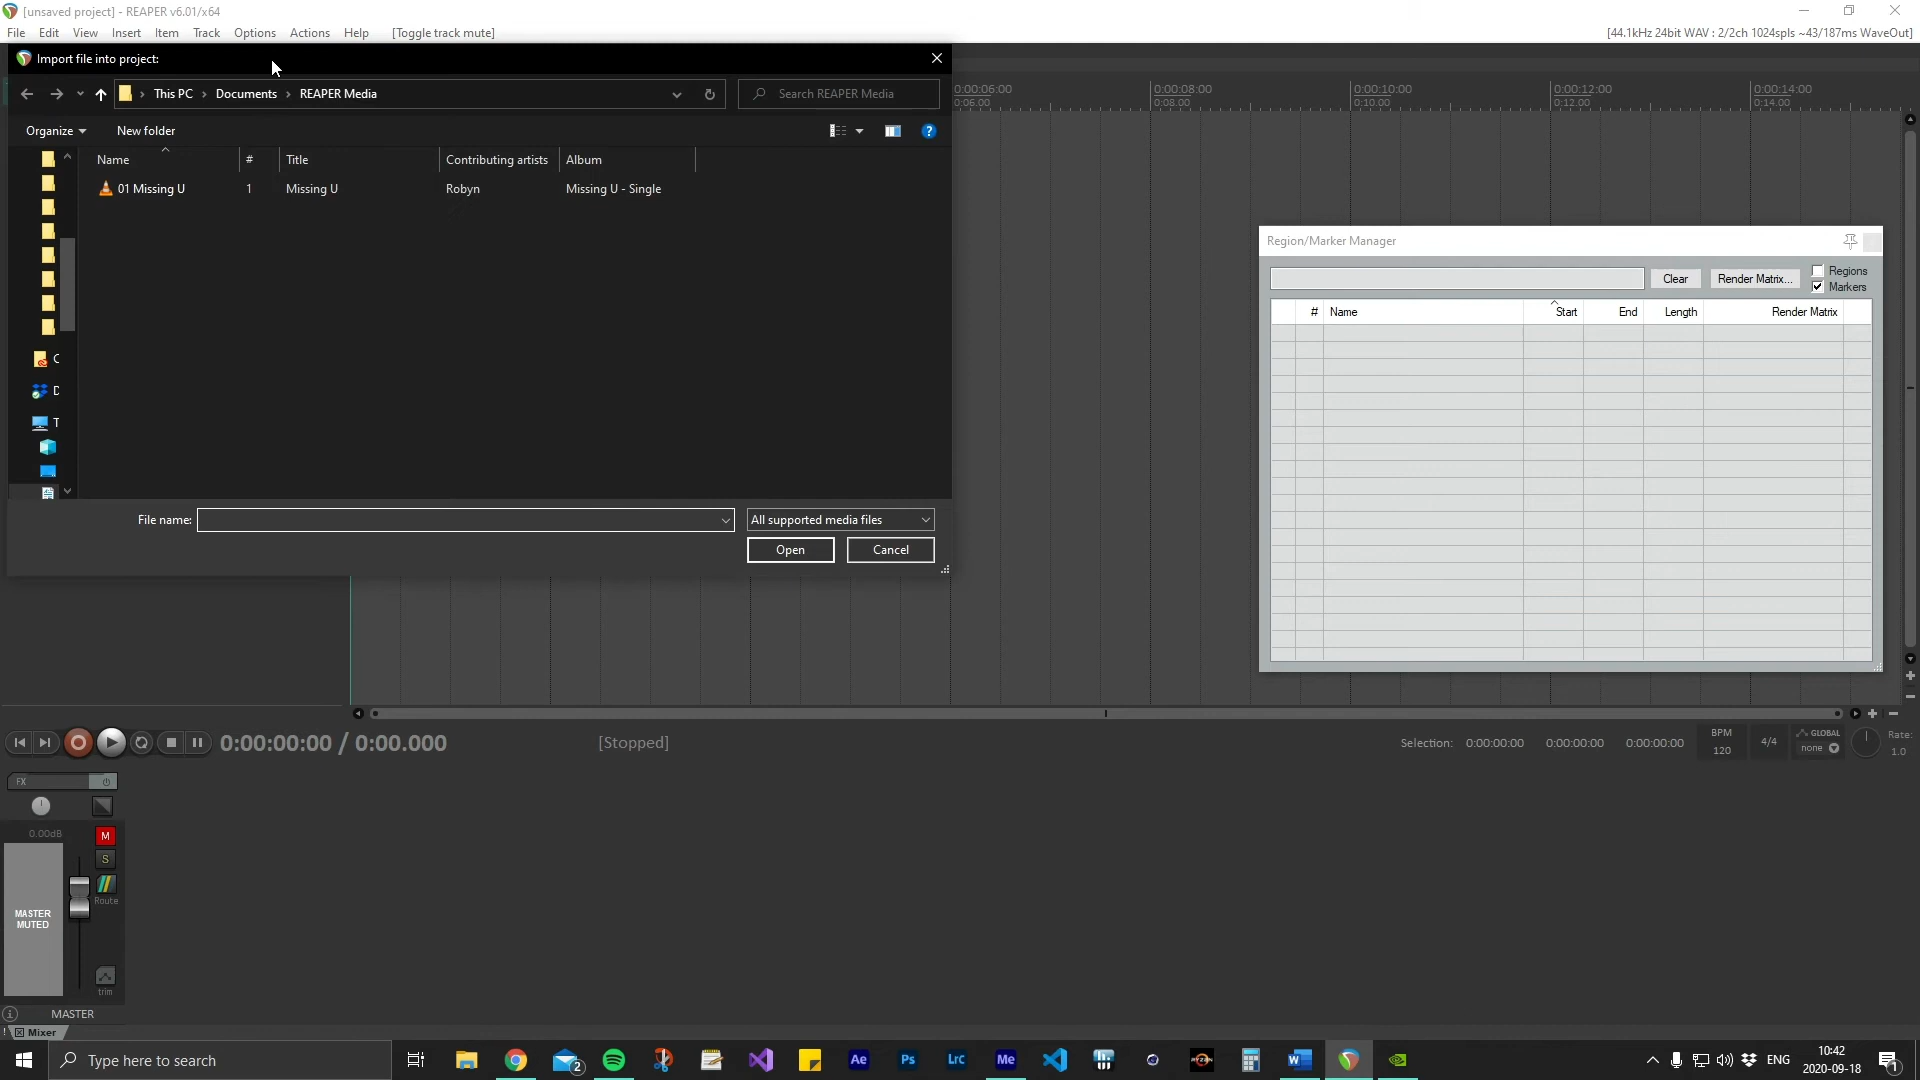 [unsaved project] - REAPER v6.01/x64
File Edit View Insert Item Track Options Actions Help [Toggle track mute]
[44.1kHz 24bit WAV : 2/2ch 1024spls ~43/187ms WaveOut]
Import file into project:
This PC > Documents > REAPER Media
Search REAPER Media
Organize New folder
Name # Title Contributing artists Album
01 Missing U 1 Missing U Robyn Missing U - Single
C
D
T
File name: All supported media files
Open Cancel
0:00:06:00 0:00:08:00 0:00:10:00 0:00:12:00 0:00:14:00
0:06.00 0:08.00 0:10.00 0:12.00 0:14.00
Region/Marker Manager
Clear Render Matrix... Regions
Markers
# Name Start End Length Render Matrix
0:00:00:00 / 0:00.000 [Stopped]
Selection: 0:00:00:00 0:00:00:00 0:00:00:00
BPM
120
4/4
GLOBAL
none
Rate:
1.0
FX
0.00dB
M
S
Route
MASTER
MUTED
trim
MASTER
Mixer
Type here to search
2
Ae Ps Lrc Me
RYZEN
W
ENG
10:42
2020-09-18
1